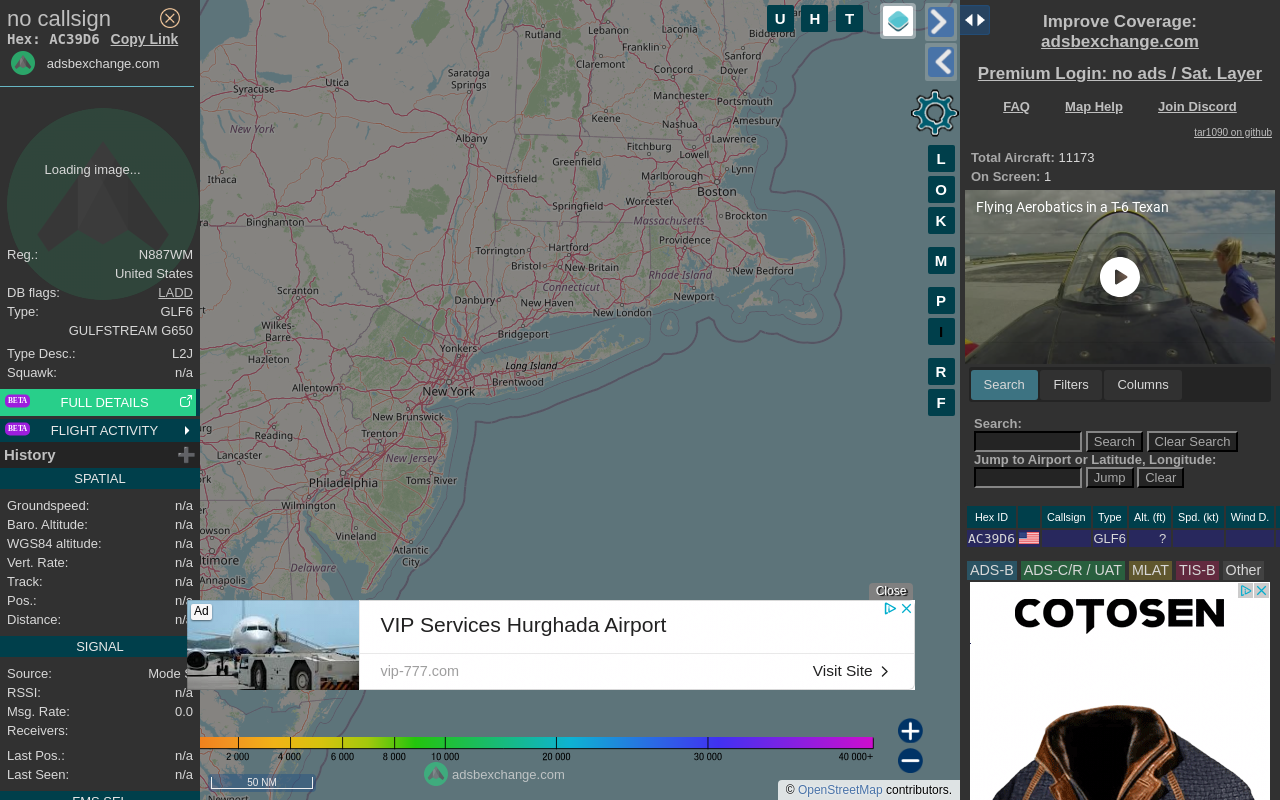 no callsign
Hex: AC39D6 Copy Link
adsbexchange.com
Loading image...
Reg.: N887WM
United States
DB flags: LADD
Type: GLF6
GULFSTREAM G650
Type Desc.: L2J
Squawk: n/a
BETA FULL DETAILS
BETA FLIGHT ACTIVITY
History
SPATIAL
Groundspeed: n/a
Baro. Altitude: n/a
WGS84 altitude: n/a
Vert. Rate: n/a
Track: n/a
Pos.: n/a
Distance: n/a
SIGNAL
Source: Mode S
RSSI: n/a
Msg. Rate: 0.0
Receivers:
Last Pos.: n/a
Last Seen: n/a
FMS SEL
U H T
L
O
K
M
P
I
R
F
Rutland
Lebanon
Laconia
Biddeford
Franklin
Claremont
Sanford
Dover
Concord
Saratoga
Springs
Utica
Syracuse
Manchester
Portsmouth
Keene
Nashua
Amesbury
New York
Albany
Lawrence
Fitchburg
Lowell
Greenfield
Lynn
Ithaca
Pittsfield
Marlborough
Boston
Worcester
Springfield
Massachusetts
Brockton
Binghamton
Providence
Torrington
Hartford
Bristol
New Britain
Rhode Island
New Bedford
Connecticut
Newport
Scranton
Danbury
New Haven
New London
Wilkes-
Barre
Bridgeport
Hazleton
Yonkers
Long Island
Brentwood
Allentown
New York
New Brunswick
Reading
Trenton
Lancaster
New Jersey
Philadelphia
Toms River
Wilmington
Vineland
Atlantic
City
Annapolis
Delaware
Close
Ad
VIP Services Hurghada Airport
vip-777.com
Visit Site
2 000 4 000 6 000 8 000 10 000 20 000 30 000 40 000+
adsbexchange.com
50 NM
© OpenStreetMap contributors.
Improve Coverage:
adsbexchange.com
Premium Login: no ads / Sat. Layer
FAQ Map Help Join Discord
tar1090 on github
Total Aircraft: 11173
On Screen: 1
Flying Aerobatics in a T-6 Texan
Search Filters Columns
Search:
Search Clear Search
Jump to Airport or Latitude, Longitude:
Jump Clear
Hex ID Callsign Type Alt. (ft) Spd. (kt) Wind D.
AC39D6 GLF6 ?
ADS-B ADS-C/R / UAT MLAT TIS-B Other
COTOSEN